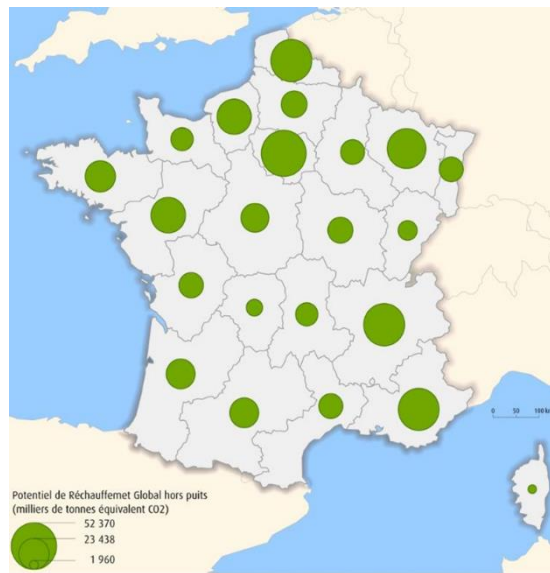 0 50 100 km
Potentiel de Réchauffemet Global hors puits
(milliers de tonnes équivalent CO2)
52 370
23 438
1 960